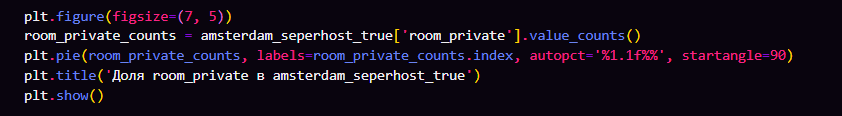 plt.figure(figsize=(7, 5))
room_private_counts = amsterdam_seperhost_true['room_private'].value_counts()
plt.pie(room_private_counts, labels=room_private_counts.index, autopct='%1.1f%%', startangle=90)
plt.title('Доля room_private в amsterdam_seperhost_true')
plt.show()